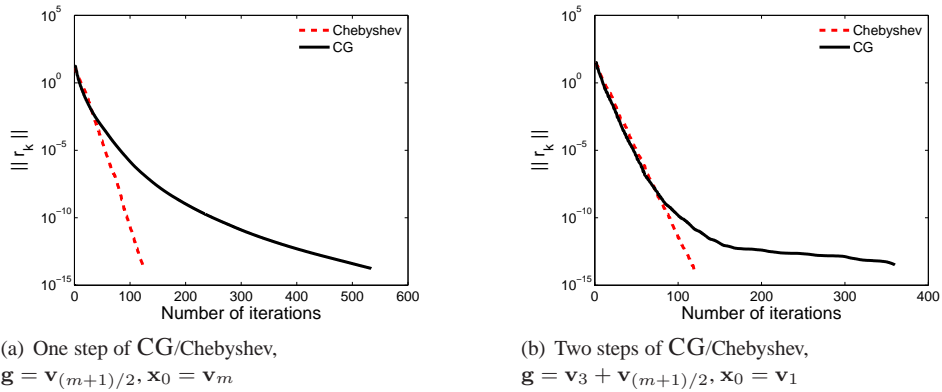 10^5
10^0
10^-5
10^-10
10^-15
|| r_k ||
0 100 200 300 400 500 600
Number of iterations
Chebyshev
CG
(a) One step of CG/Chebyshev,
g = v_(m+1)/2, x_0 = v_m
10^5
10^0
10^-5
10^-10
10^-15
|| r_k ||
0 100 200 300 400
Number of iterations
Chebyshev
CG
(b) Two steps of CG/Chebyshev,
g = v_3 + v_(m+1)/2, x_0 = v_1